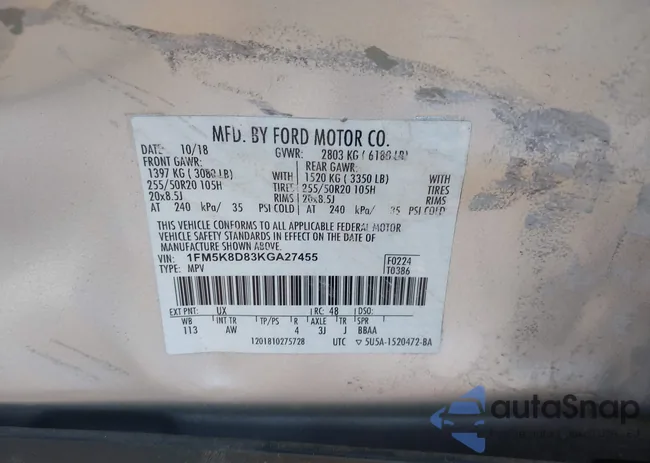 MFD. BY FORD MOTOR CO.
DATE: 10/18 GVWR: 2803 KG ( 6180 LB)
FRONT GAWR: REAR GAWR:
1397 KG ( 3080 LB) WITH 1520 KG ( 3350 LB) WITH
255/50R20 105H TIRES 255/50R20 105H TIRES
20x8.5J RIMS 20x8.5J RIMS
AT 240 kPa/ 35 PSI COLD AT 240 kPa/ 35 PSI COLD
THIS VEHICLE CONFORMS TO ALL APPLICABLE FEDERAL MOTOR
VEHICLE SAFETY STANDARDS IN EFFECT ON THE DATE OF
MANUFACTURE SHOWN ABOVE.
VIN: 1FM5K8D83KGA27455 F0224
TYPE: MPV T0386
EXT PNT: UX RC: 48 DSO:
WB INT TR TP/PS R AXLE TR SPR
113 AW 4 3J J BBAA
1201810275728 UTC ▽ 5U5A-1520472-BA
autoSnap
VEHICLE AUCTIONS